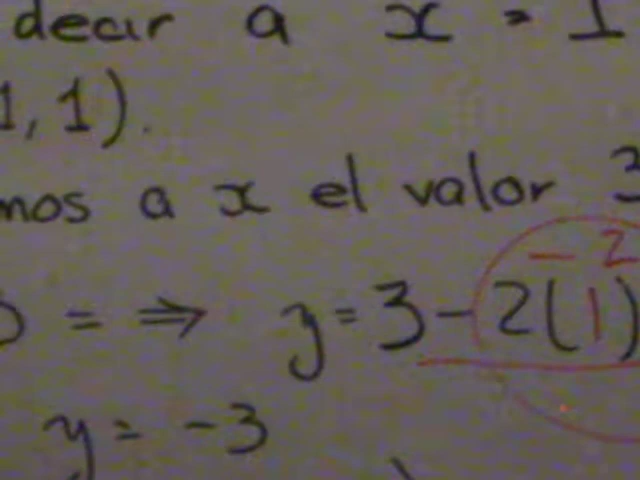 decir a x = 1
1, 1).
mos a x el valor 3
= ⇒ y = 3 - 2(1)
- 2
y = -3